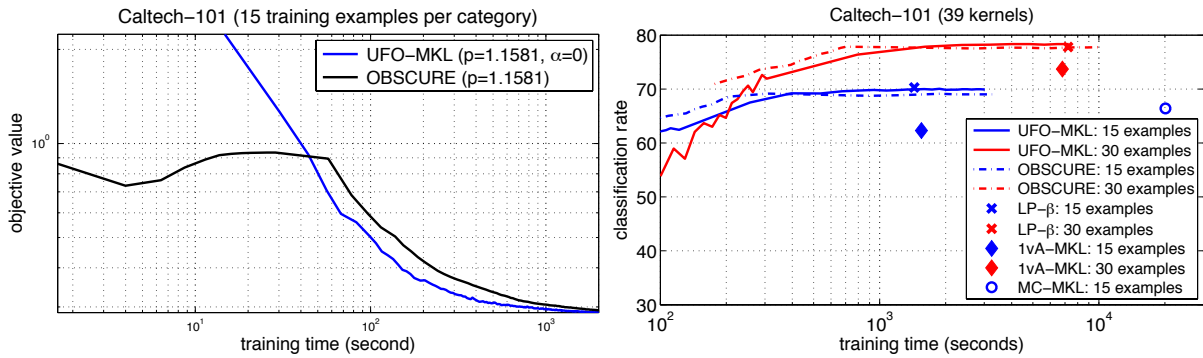 Caltech−101 (15 training examples per category)
UFO−MKL (p=1.1581, α=0)
OBSCURE (p=1.1581)
objective value
10^0
10^1
10^2
10^3
training time (second)
Caltech−101 (39 kernels)
classification rate
80
70
60
50
40
30
UFO−MKL: 15 examples
UFO−MKL: 30 examples
OBSCURE: 15 examples
OBSCURE: 30 examples
LP−β: 15 examples
LP−β: 30 examples
1vA−MKL: 15 examples
1vA−MKL: 30 examples
MC−MKL: 15 examples
10^2
10^3
10^4
training time (seconds)